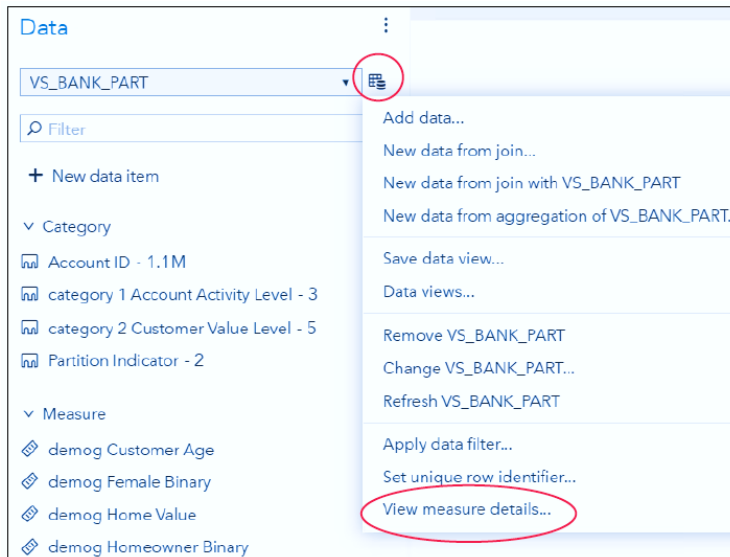 Data
VS_BANK_PART
Filter
+ New data item
Category
Account ID - 1.1M
category 1 Account Activity Level - 3
category 2 Customer Value Level - 5
Partition Indicator - 2
Measure
demog Customer Age
demog Female Binary
demog Home Value
demog Homeowner Binary
Add data...
New data from join...
New data from join with VS_BANK_PART
New data from aggregation of VS_BANK_PART.
Save data view...
Data views...
Remove VS_BANK_PART
Change VS_BANK_PART...
Refresh VS_BANK_PART
Apply data filter...
Set unique row identifier...
View measure details...